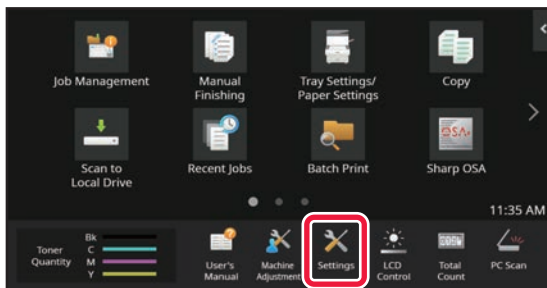 Job Management
Manual
Finishing
Tray Settings/
Paper Settings
Copy
OSA
Scan to
Local Drive
Recent Jobs
Batch Print
Sharp OSA
11:35 AM
Toner
Quantity
Bk
C
M
Y
User's
Manual
Machine
Adjustment
Settings
LCD
Control
Total
Count
PC Scan